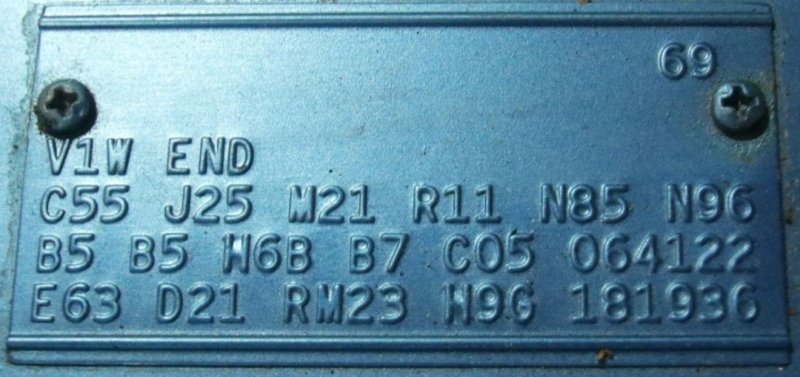 69
V1W END
C55 J25 M21 R11 N85 N96
B5 B5 H6B B7 C05 064122
E63 D21 RM23 H9G 181936